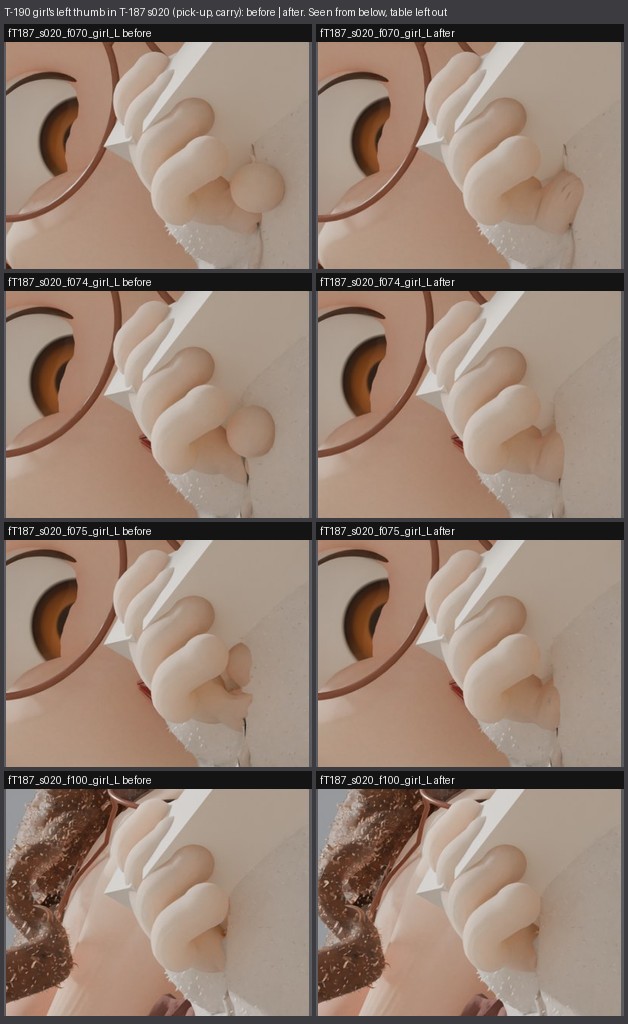 T-190 girl's left thumb in T-187 s020 (pick-up, carry): before | after. Seen from below, table left out
fT187_s020_f070_girl_L before
fT187_s020_f070_girl_L after
fT187_s020_f074_girl_L before
fT187_s020_f074_girl_L after
fT187_s020_f075_girl_L before
fT187_s020_f075_girl_L after
fT187_s020_f100_girl_L before
fT187_s020_f100_girl_L after